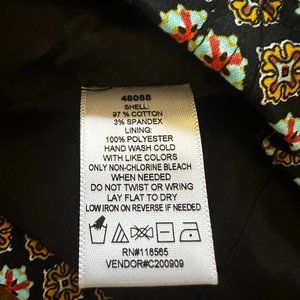 48088
SHELL:
97 % COTTON
3% SPANDEX
LINING:
100% POLYESTER
HAND WASH COLD
WITH LIKE COLORS
ONLY NON-CHLORINE BLEACH
WHEN NEEDED
DO NOT TWIST OR WRING
LAY FLAT TO DRY
LOW IRON ON REVERSE IF NEEDED
RN#118565
VENDOR#C200909